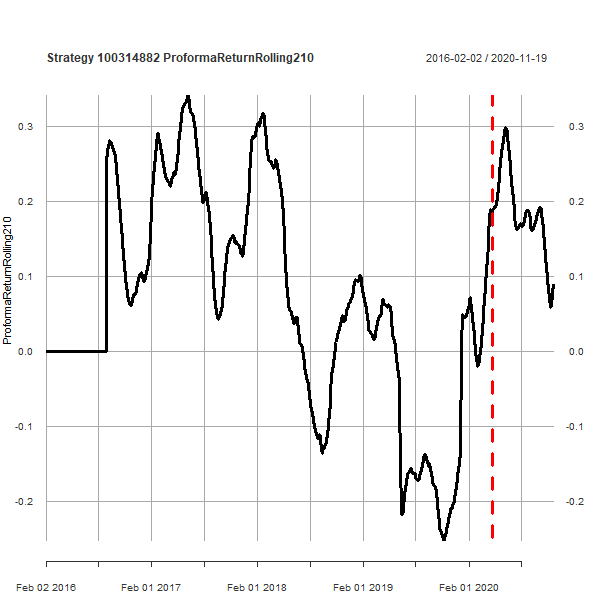 Strategy 100314882 ProformaReturnRolling210
2016-02-02 / 2020-11-19
ProformaReturnRolling210
0.3
0.2
0.1
0.0
-0.1
-0.2
0.3
0.2
0.1
0.0
-0.1
-0.2
Feb 02 2016
Feb 01 2017
Feb 01 2018
Feb 01 2019
Feb 01 2020